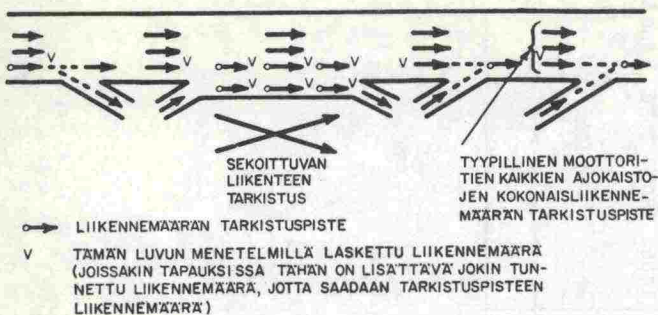 V V V V V V V
V V V
SEKOITTUVAN
LIIKENTEEN
TARKISTUS
TYYPILLINEN MOOTTORI-
TIEN KAIKKIEN AJOKAISTO-
JEN KOKONAISLIIKENNE-
MÄÄRÄN TARKISTUSPISTE
LIIKENNEMÄÄRÄN TARKISTUSPISTE
V TÄMÄN LUVUN MENETELMILLÄ LASKETTU LIIKENNEMÄÄRÄ
(JOISSAKIN TAPAUKSISSA TÄHÄN ON LISÄTTÄVÄ JOKIN TUN-
NETTU LIIKENNEMÄÄRÄ, JOTTA SAADAAN TARKISTUSPISTEEN
LIIKENNEMÄÄRÄ)